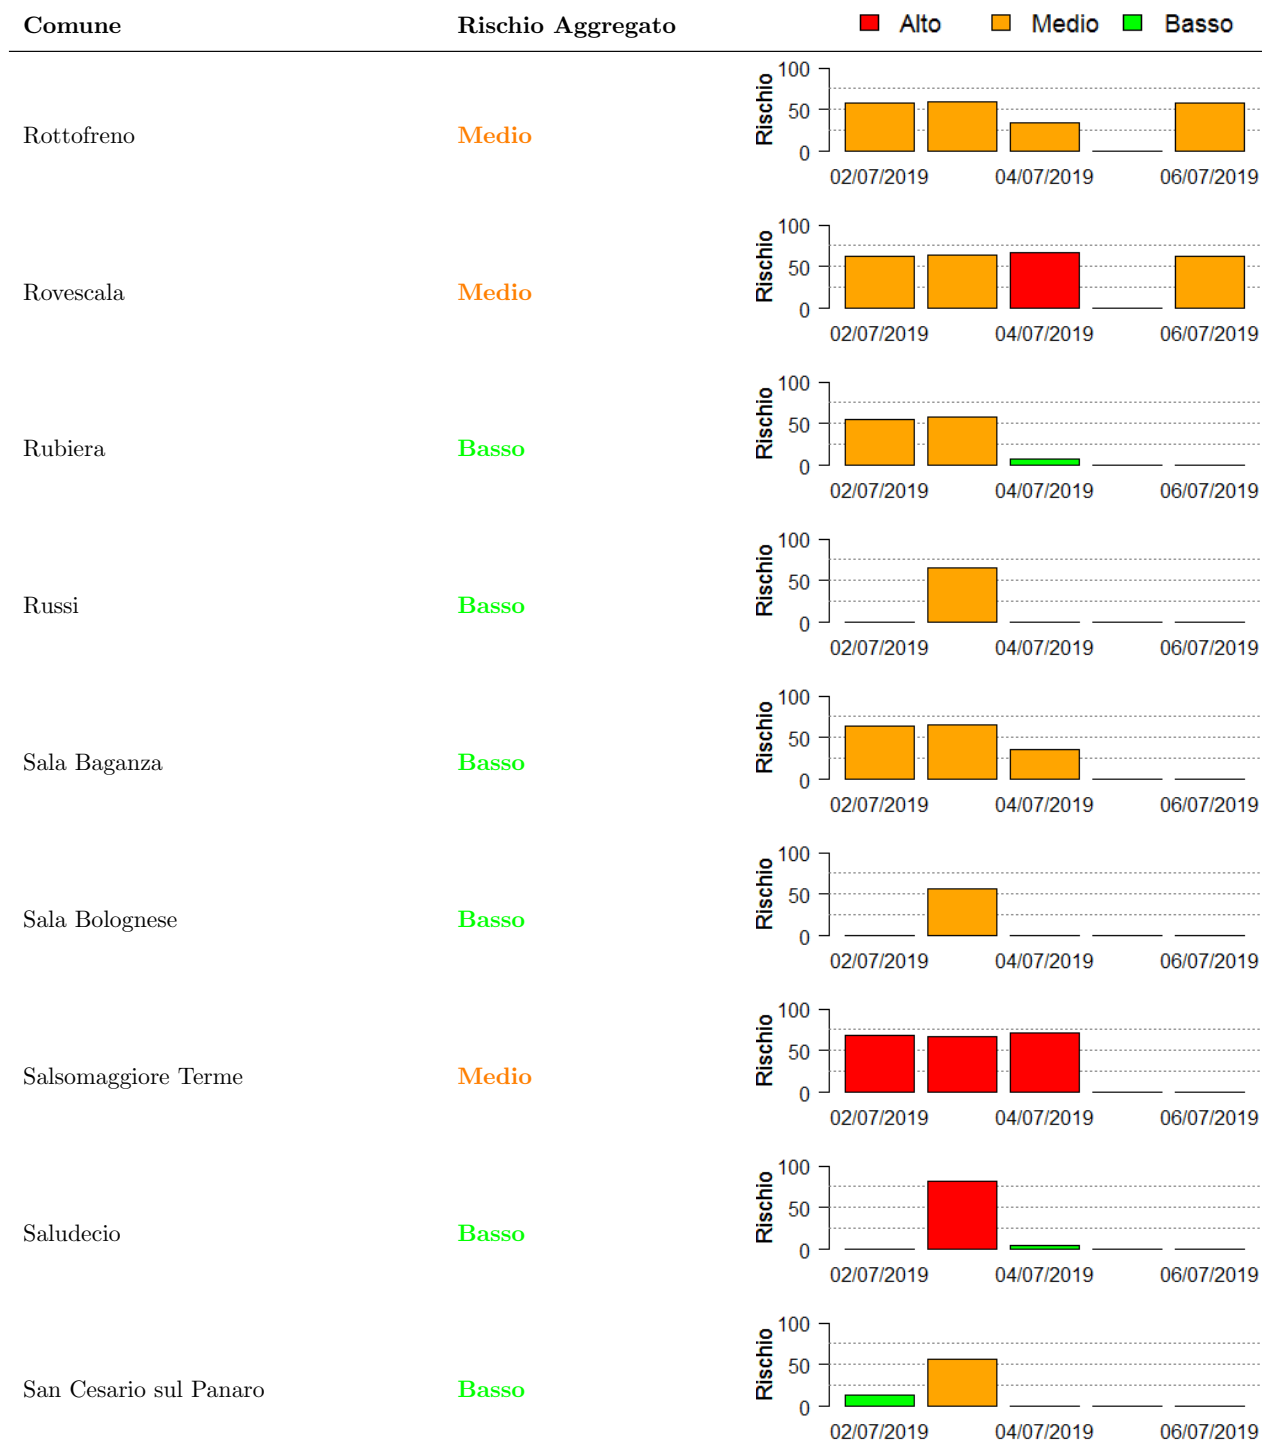 Comune Rischio Aggregato Alto Medio Basso
Rottofreno Medio
Rischio
100
50
0
02/07/2019 04/07/2019 06/07/2019
Rovescala Medio
Rischio
100
50
0
02/07/2019 04/07/2019 06/07/2019
Rubiera Basso
Rischio
100
50
0
02/07/2019 04/07/2019 06/07/2019
Russi Basso
Rischio
100
50
0
02/07/2019 04/07/2019 06/07/2019
Sala Baganza Basso
Rischio
100
50
0
02/07/2019 04/07/2019 06/07/2019
Sala Bolognese Basso
Rischio
100
50
0
02/07/2019 04/07/2019 06/07/2019
Salsomaggiore Terme Medio
Rischio
100
50
0
02/07/2019 04/07/2019 06/07/2019
Saludecio Basso
Rischio
100
50
0
02/07/2019 04/07/2019 06/07/2019
San Cesario sul Panaro Basso
Rischio
100
50
0
02/07/2019 04/07/2019 06/07/2019